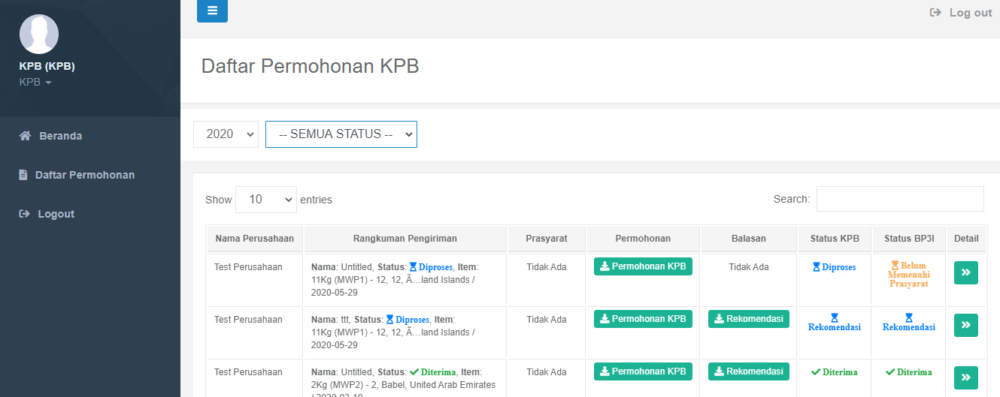 KPB (KPB)
KPB
Beranda
Daftar Permohonan
Logout
Log out
Daftar Permohonan KPB
2020 -- SEMUA STATUS --
Show 10 entries Search:
Nama Perusahaan Rangkuman Pengiriman Prasyarat Permohonan Balasan Status KPB Status BP3I Detail
Test Perusahaan
Nama: Untitled, Status: Diproses, Item:
11Kg (MWP1) - 12, 12, Ã…land Islands /
2020-05-29
Tidak Ada
Permohonan KPB
Tidak Ada
Diproses
Belum
Memenuhi
Prasyarat
Test Perusahaan
Nama: ttt, Status: Diproses, Item:
11Kg (MWP1) - 12, 12, Ã…land Islands /
2020-05-29
Tidak Ada
Permohonan KPB
Rekomendasi
Rekomendasi
Rekomendasi
Test Perusahaan
Nama: Untitled, Status: Diterima, Item:
2Kg (MWP2) - 2, Babel, United Arab Emirates
/ 2020-03-19
Tidak Ada
Permohonan KPB
Rekomendasi
Diterima
Diterima